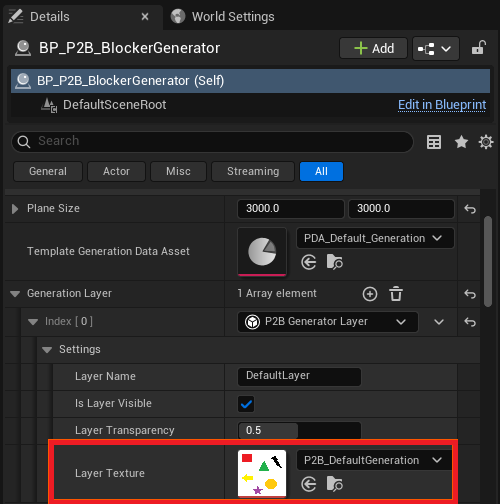 Details
World Settings
BP_P2B_BlockerGenerator
Add
BP_P2B_BlockerGenerator (Self)
DefaultSceneRoot
Edit in Blueprint
Search
General Actor Misc Streaming All
Plane Size 3000.0 3000.0
Template Generation Data Asset PDA_Default_Generation
Generation Layer 1 Array element
Index [ 0 ] P2B Generator Layer
Settings
Layer Name DefaultLayer
Is Layer Visible
Layer Transparency 0.5
Layer Texture P2B_DefaultGeneration